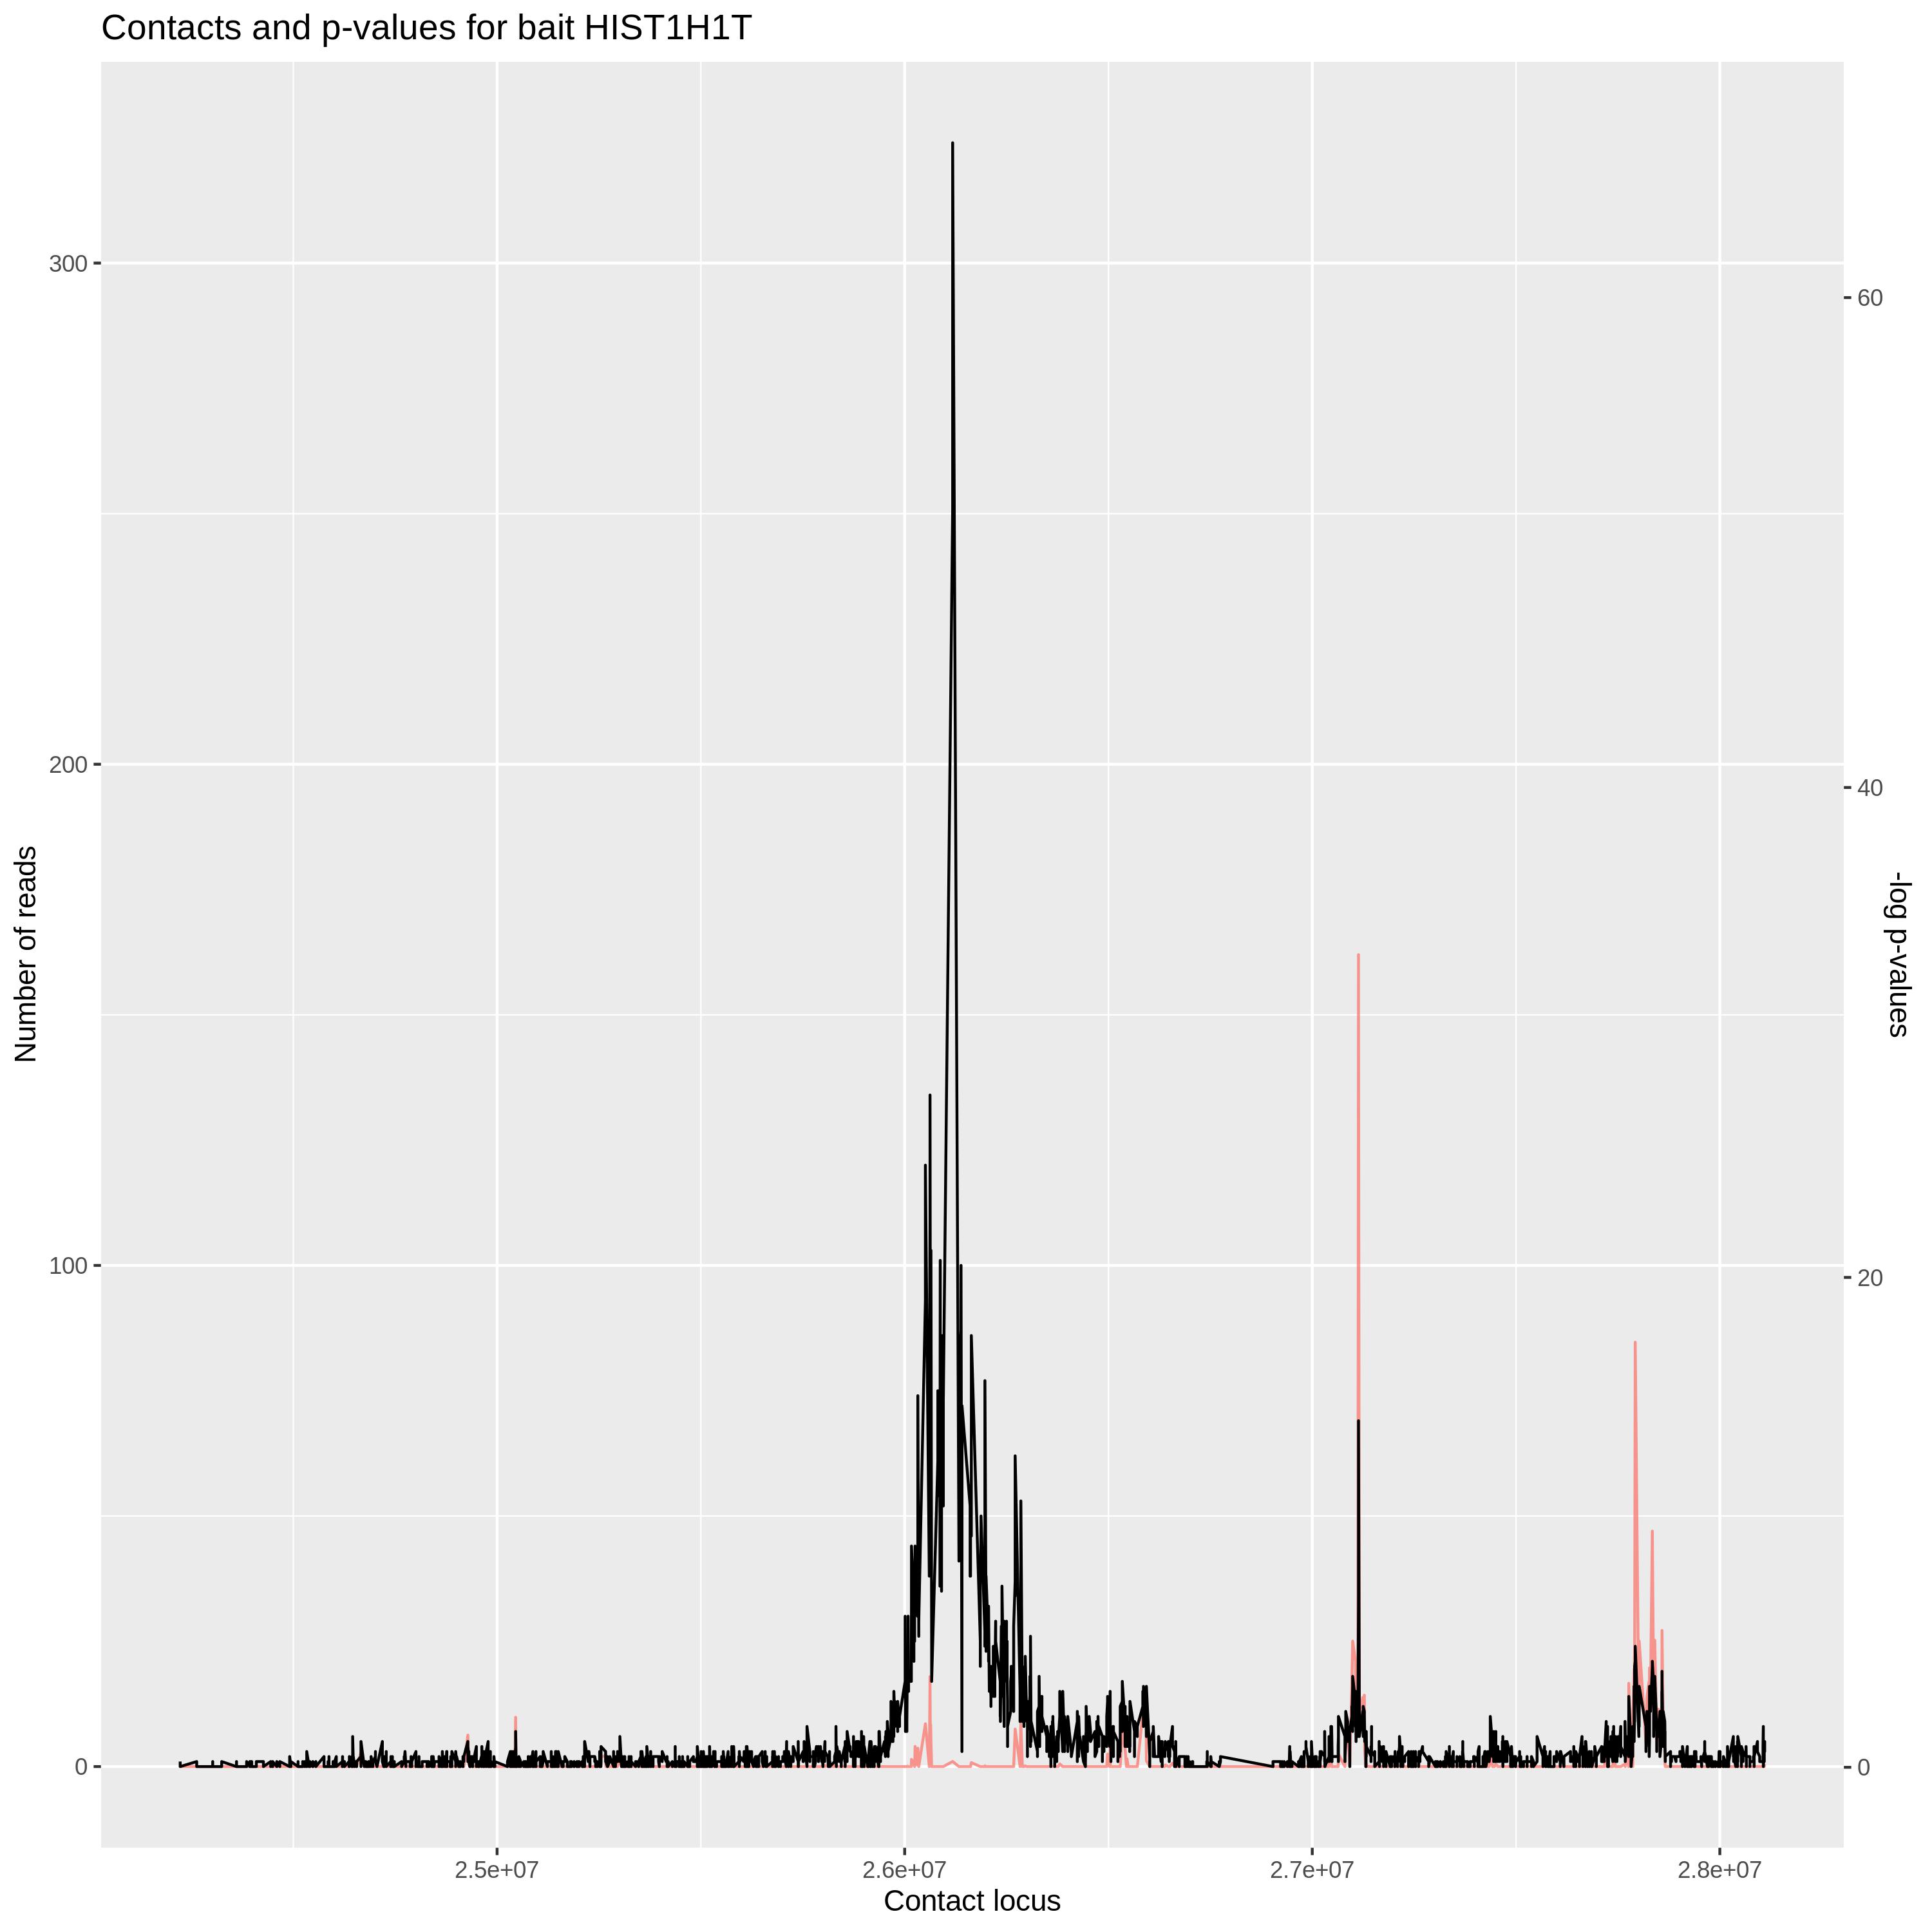 Contacts and p-values for bait HIST1H1T
300
200
100
0
Number of reads
60
40
20
0
-log p-values
2.5e+07
2.6e+07
2.7e+07
2.8e+07
Contact locus